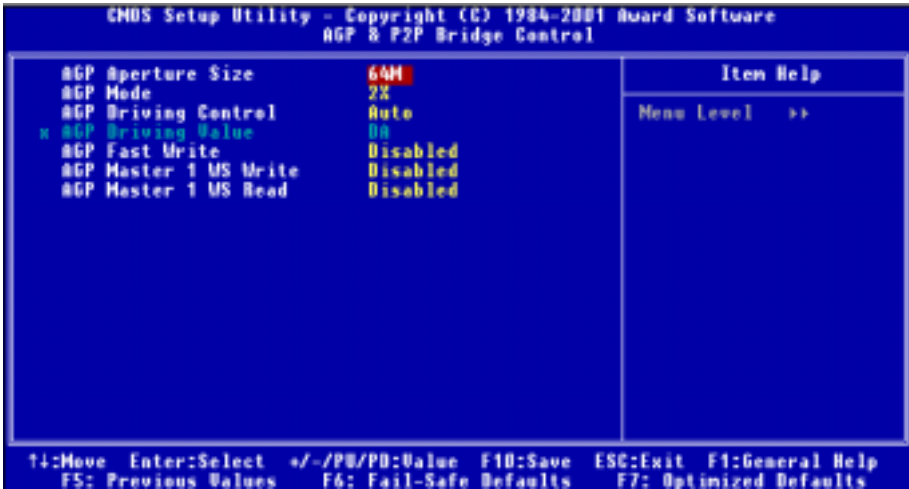 CMOS Setup Utility - Copyright (C) 1984-2001 Award Software
AGP & P2P Bridge Control
AGP Aperture Size 64M
AGP Mode 2X
AGP Driving Control Auto
x AGP Driving Value DA
AGP Fast Write Disabled
AGP Master 1 WS Write Disabled
AGP Master 1 WS Read Disabled
Item Help
Menu Level ▸▸
↑↓:Move Enter:Select +/-/PU/PD:Value F10:Save ESC:Exit F1:General Help
F5: Previous Values F6: Fail-Safe Defaults F7: Optimized Defaults